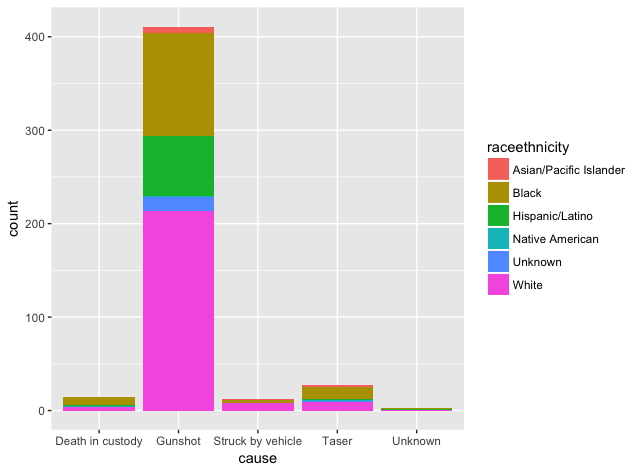 400
300
200
100
0
count
Death in custody
Gunshot
Struck by vehicle
Taser
Unknown
cause
raceethnicity
Asian/Pacific Islander
Black
Hispanic/Latino
Native American
Unknown
White